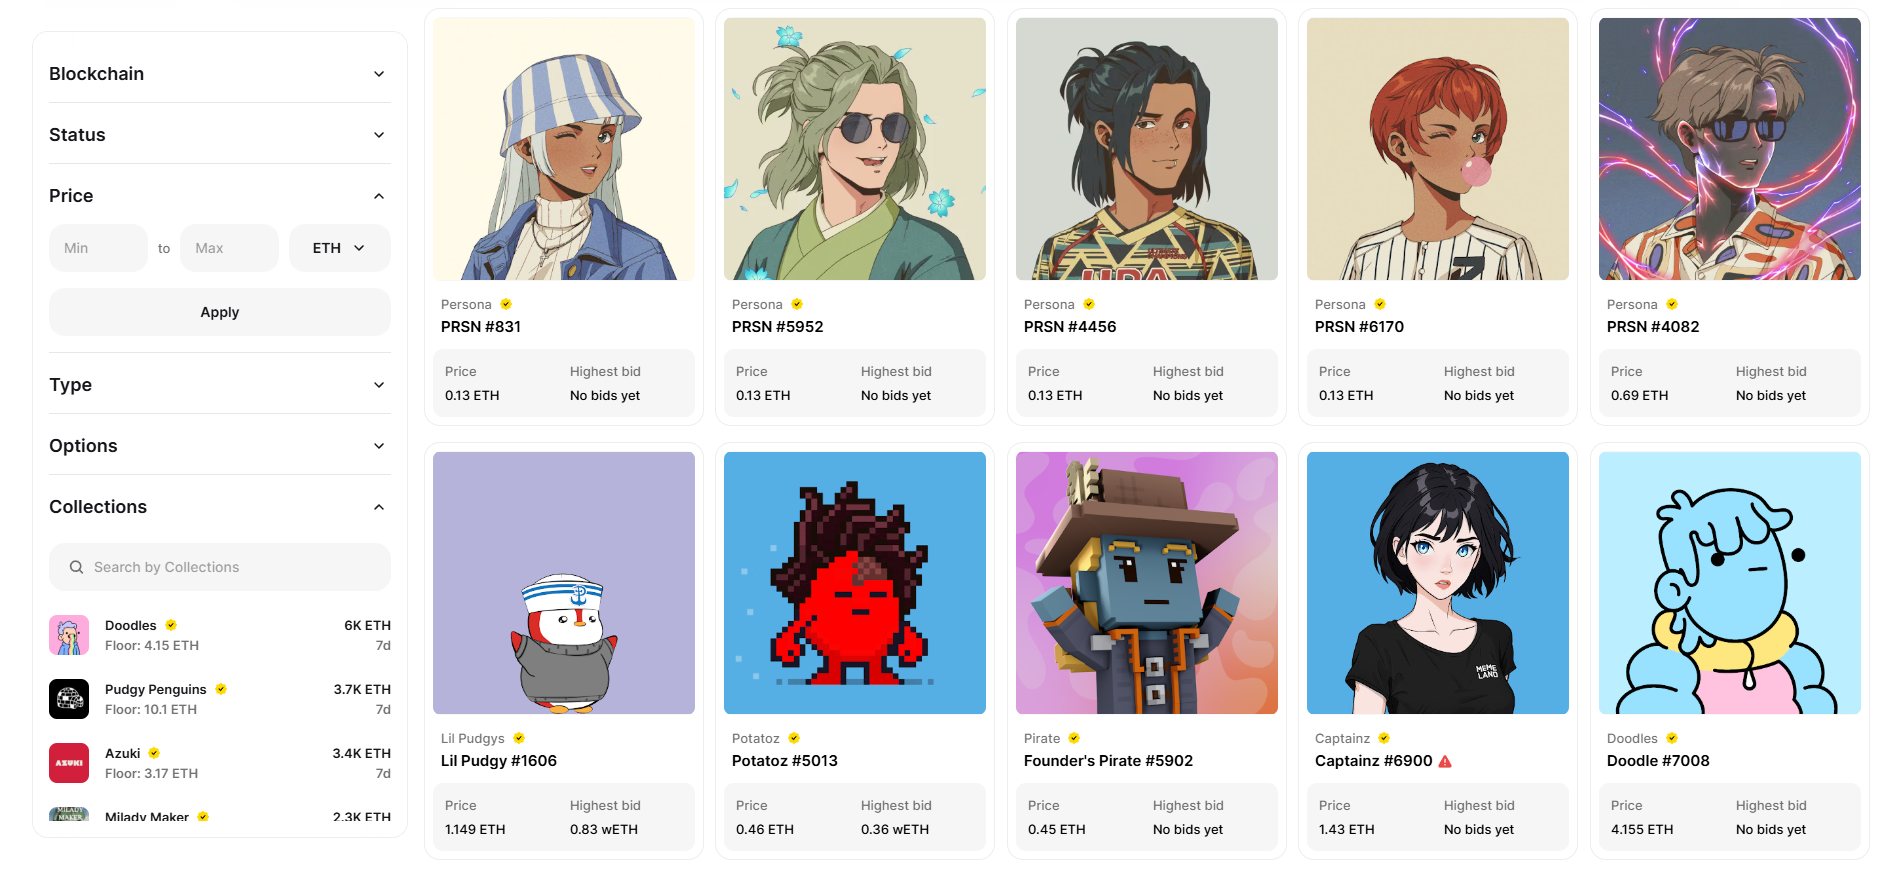 Blockchain
Status
Price
Min
to
Max
ETH
Apply
Type
Options
Collections
Search by Collections
Doodles
6K ETH
Floor: 4.15 ETH
7d
Pudgy Penguins
3.7K ETH
Floor: 10.1 ETH
7d
AZUKI
Azuki
3.4K ETH
Floor: 3.17 ETH
7d
MILADY
MAKER
Milady Maker
2.3K ETH
Persona
PRSN #831
Price
Highest bid
0.13 ETH
No bids yet
Persona
PRSN #5952
Price
Highest bid
0.13 ETH
No bids yet
Persona
PRSN #4456
Price
Highest bid
0.13 ETH
No bids yet
7
Persona
PRSN #6170
Price
Highest bid
0.13 ETH
No bids yet
Persona
PRSN #4082
Price
Highest bid
0.69 ETH
No bids yet
Lil Pudgys
Lil Pudgy #1606
Price
Highest bid
1.149 ETH
0.83 wETH
Potatoz
Potatoz #5013
Price
Highest bid
0.46 ETH
0.36 wETH
Pirate
Founder's Pirate #5902
Price
Highest bid
0.45 ETH
No bids yet
MEME
LAND
Captainz
Captainz #6900
Price
Highest bid
1.43 ETH
No bids yet
Doodles
Doodle #7008
Price
Highest bid
4.155 ETH
No bids yet